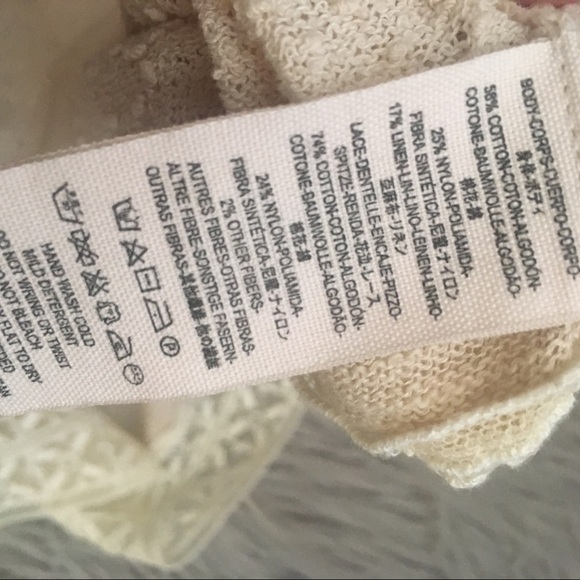 BODY-CORPS-CUERPO-CORPO
身体-ボディ
58% COTTON-COTON-ALGODÓN-
COTONE-BAUMWOLLE-ALGODAO-
棉花-綿
25% NYLON-POLIAMIDA-
FIBRA SINTETICA-尼龍-ナイロン
17% LINEN-LIN-LINO-LEINEN-LINHO-
亚麻布-リネン
LACE-DENTELLE-ENCAJE-PIZZO-
SPITZE-RENDA-花边-レース
74% COTTON-COTON-ALGODÓN-
COTONE-BAUMWOLLE-ALGODÃO-
棉花-綿
24% NYLON-POLIAMIDA-
FIBRA SINTETICA-尼龍-ナイロン
2% OTHER FIBERS-
AUTRES FIBRES-OTRAS FIBRAS-
ALTRE FIBRE-SONSTIGE FASERN-
OUTRAS FIBRAS-
P
HAND WASH COLD
MILD DETERGENT
DO NOT WRING OR TWIST
DO NOT BLEACH
FLAT TO DRY